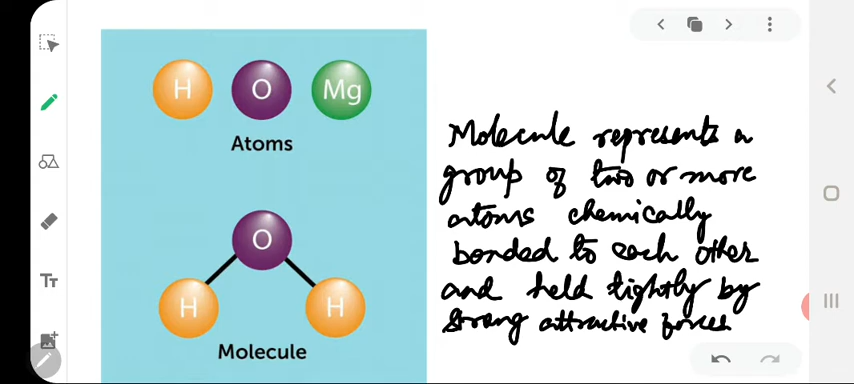 H O Mg
Atoms
O
H H
Molecule
Molecule represents a
group of two or more
atoms chemically
bonded to each other
and held tightly by
strong attractive forces
Tт